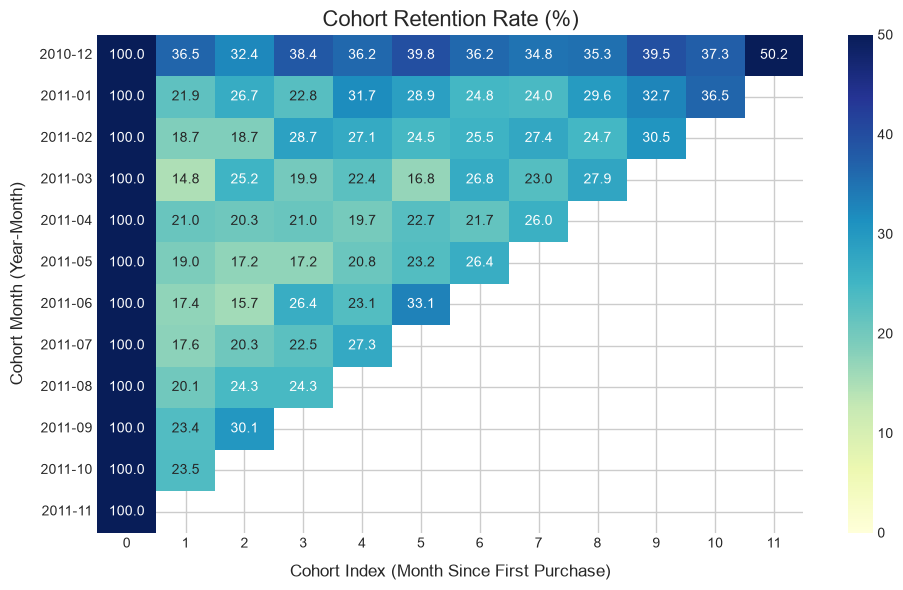 Cohort Retention Rate (%)
2010-12 100.0 36.5 32.4 38.4 36.2 39.8 36.2 34.8 35.3 39.5 37.3 50.2
2011-01 100.0 21.9 26.7 22.8 31.7 28.9 24.8 24.0 29.6 32.7 36.5
2011-02 100.0 18.7 18.7 28.7 27.1 24.5 25.5 27.4 24.7 30.5
2011-03 100.0 14.8 25.2 19.9 22.4 16.8 26.8 23.0 27.9
2011-04 100.0 21.0 20.3 21.0 19.7 22.7 21.7 26.0
2011-05 100.0 19.0 17.2 17.2 20.8 23.2 26.4
2011-06 100.0 17.4 15.7 26.4 23.1 33.1
2011-07 100.0 17.6 20.3 22.5 27.3
2011-08 100.0 20.1 24.3 24.3
2011-09 100.0 23.4 30.1
2011-10 100.0 23.5
2011-11 100.0
0 1 2 3 4 5 6 7 8 9 10 11
Cohort Index (Month Since First Purchase)
Cohort Month (Year-Month)
50
40
30
20
10
0